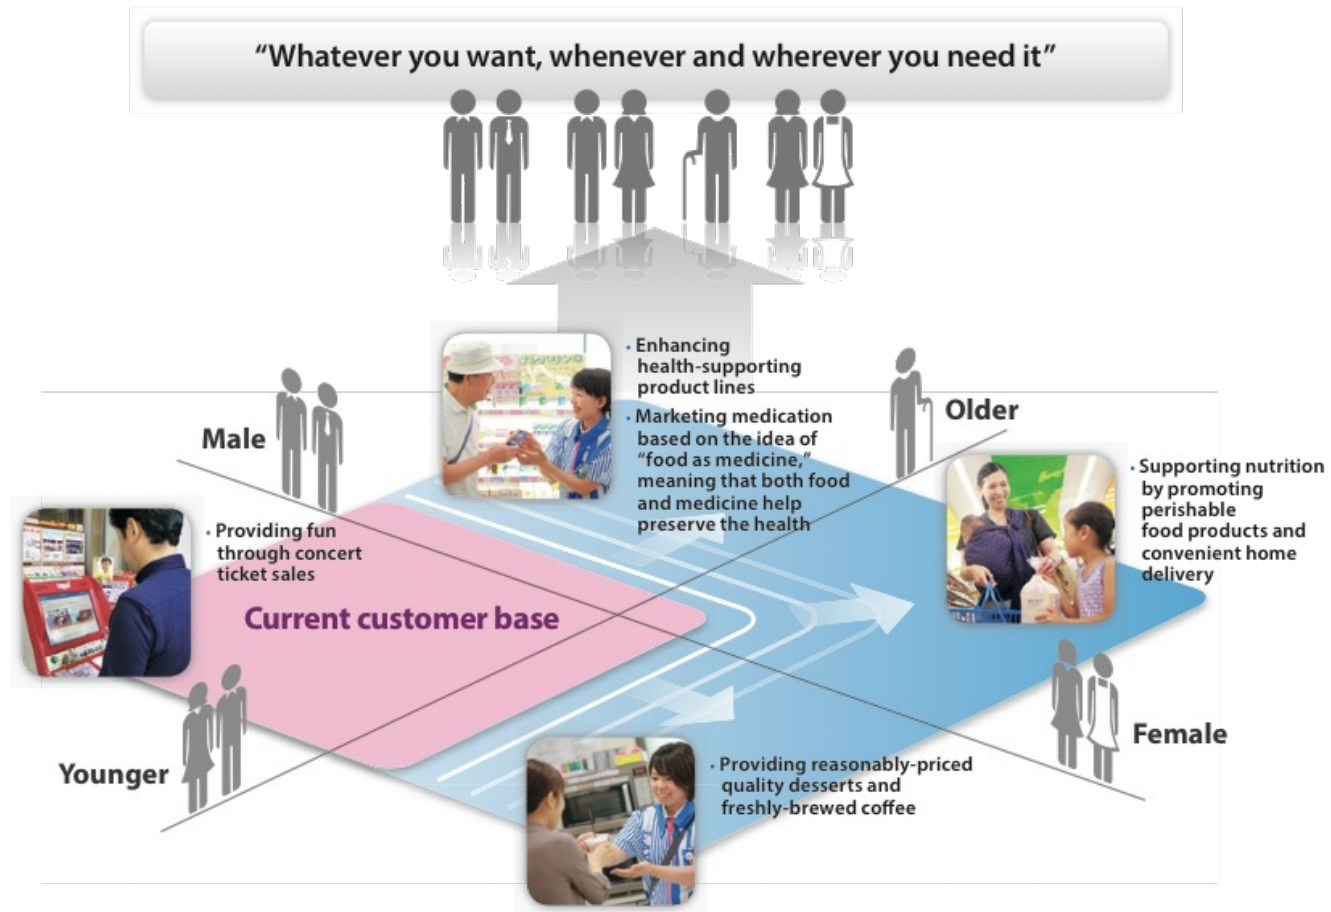 “Whatever you want, whenever and wherever you need it”
• Enhancing
health-supporting
product lines
• Marketing medication
based on the idea of
“food as medicine,”
meaning that both food
and medicine help
preserve the health
Male
Older
• Supporting nutrition
by promoting
perishable
food products and
convenient home
delivery
• Providing fun
through concert
ticket sales
Current customer base
Younger
Female
• Providing reasonably-priced
quality desserts and
freshly-brewed coffee